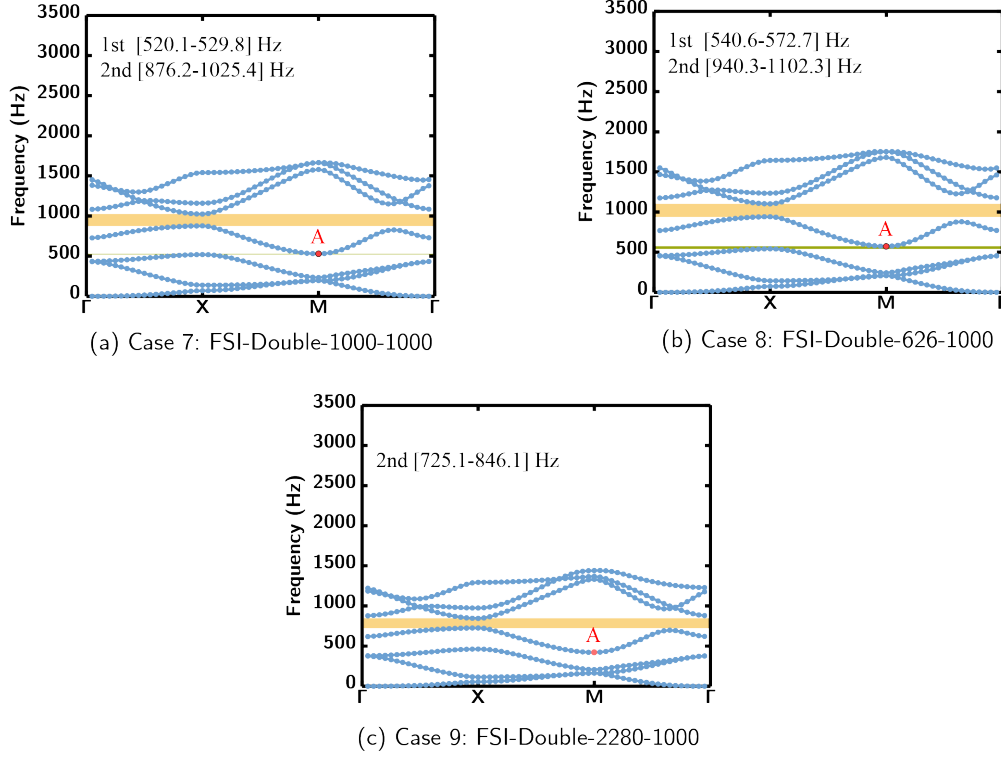 3500
3000
2500
2000
1500
1000
500
0
Frequency (Hz)
1st [520.1-529.8] Hz
2nd [876.2-1025.4] Hz
A
Γ X M Γ
(a) Case 7: FSI-Double-1000-1000
3500
3000
2500
2000
1500
1000
500
0
Frequency (Hz)
1st [540.6-572.7] Hz
2nd [940.3-1102.3] Hz
A
Γ X M Γ
(b) Case 8: FSI-Double-626-1000
3500
3000
2500
2000
1500
1000
500
0
Frequency (Hz)
2nd [725.1-846.1] Hz
A
Γ X M Γ
(c) Case 9: FSI-Double-2280-1000